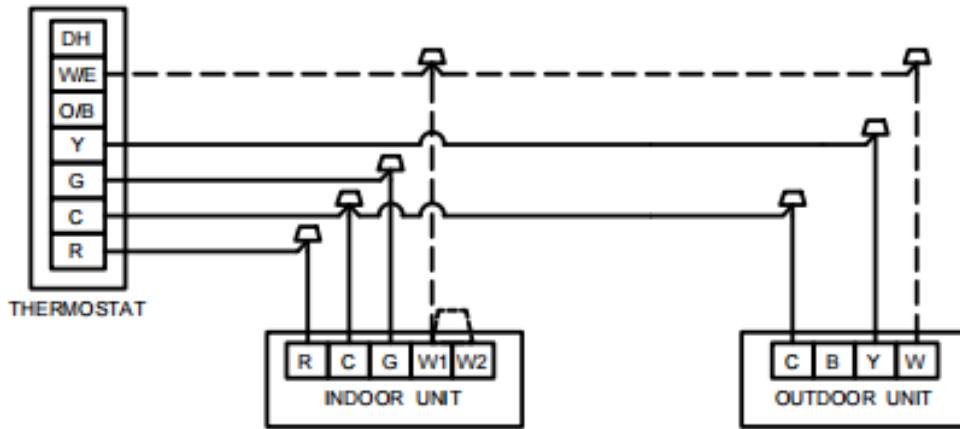 DH
W/E
O/B
Y
G
C
R
THERMOSTAT
R C G W1 W2
INDOOR UNIT
C B Y W
OUTDOOR UNIT